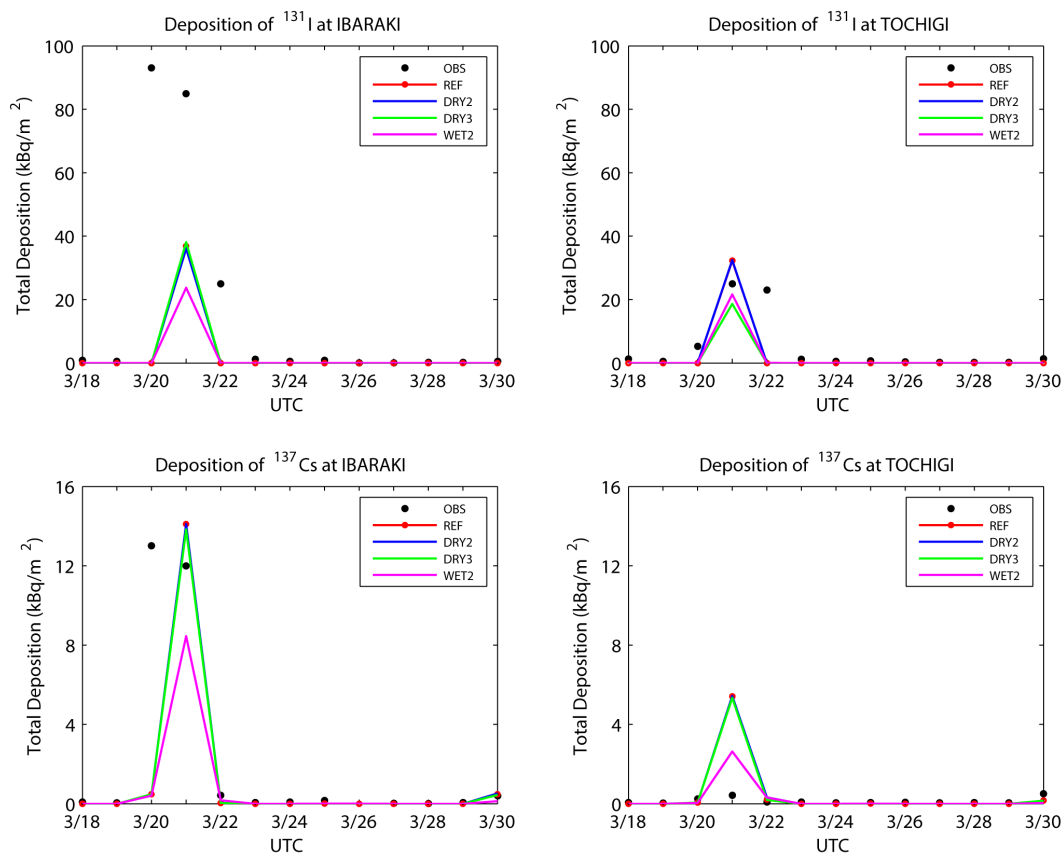 Deposition of 131I at IBARAKI
Total Deposition (kBq/m 2)
100
80
60
40
20
0
OBS
REF
DRY2
DRY3
WET2
3/18 3/20 3/22 3/24 3/26 3/28 3/30
UTC
Deposition of 131I at TOCHIGI
Total Deposition (kBq/m 2)
100
80
60
40
20
0
OBS
REF
DRY2
DRY3
WET2
3/18 3/20 3/22 3/24 3/26 3/28 3/30
UTC
Deposition of 137Cs at IBARAKI
Total Deposition (kBq/m 2)
16
12
8
4
0
OBS
REF
DRY2
DRY3
WET2
3/18 3/20 3/22 3/24 3/26 3/28 3/30
UTC
Deposition of 137Cs at TOCHIGI
Total Deposition (kBq/m 2)
16
12
8
4
0
OBS
REF
DRY2
DRY3
WET2
3/18 3/20 3/22 3/24 3/26 3/28 3/30
UTC